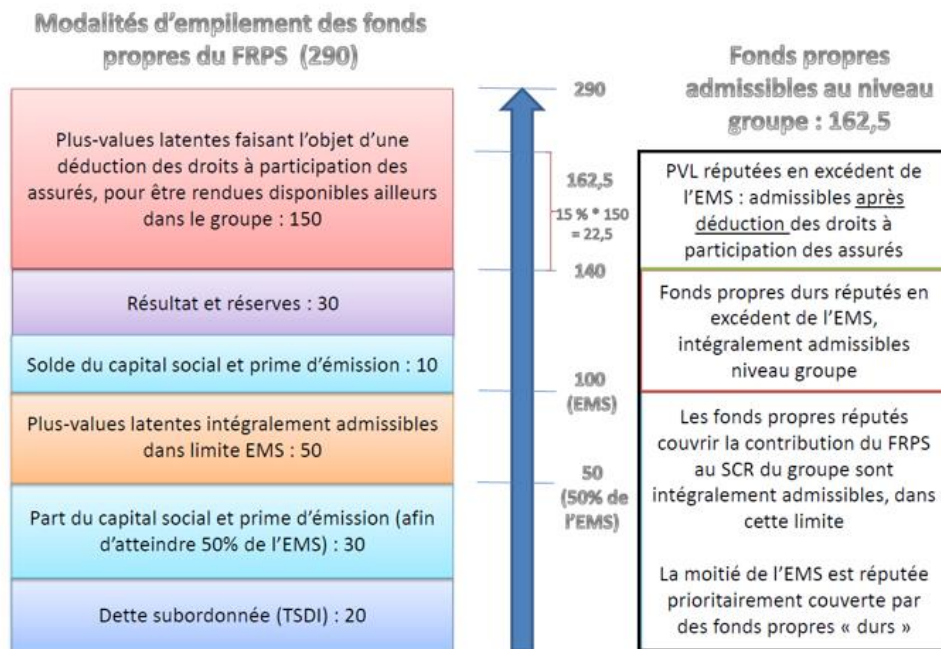 Modalités d’empilement des fonds
propres du FRPS (290)
Plus-values latentes faisant l’objet d’une
déduction des droits à participation des
assurés, pour être rendues disponibles ailleurs
dans le groupe : 150
Résultat et réserves : 30
Solde du capital social et prime d’émission : 10
Plus-values latentes intégralement admissibles
dans limite EMS : 50
Part du capital social et prime d’émission (afin
d’atteindre 50% de l’EMS) : 30
Dette subordonnée (TSDI) : 20
290
162,5
15 % * 150
= 22,5
140
100
(EMS)
50
(50% de
l’EMS)
Fonds propres
admissibles au niveau
groupe : 162,5
PVL réputées en excédent de
l’EMS : admissibles après
déduction des droits à
participation des assurés
Fonds propres durs réputés en
excédent de l’EMS,
intégralement admissibles
niveau groupe
Les fonds propres réputés
couvrir la contribution du FRPS
au SCR du groupe sont
intégralement admissibles, dans
cette limite
La moitié de l’EMS est réputée
prioritairement couverte par
des fonds propres « durs »